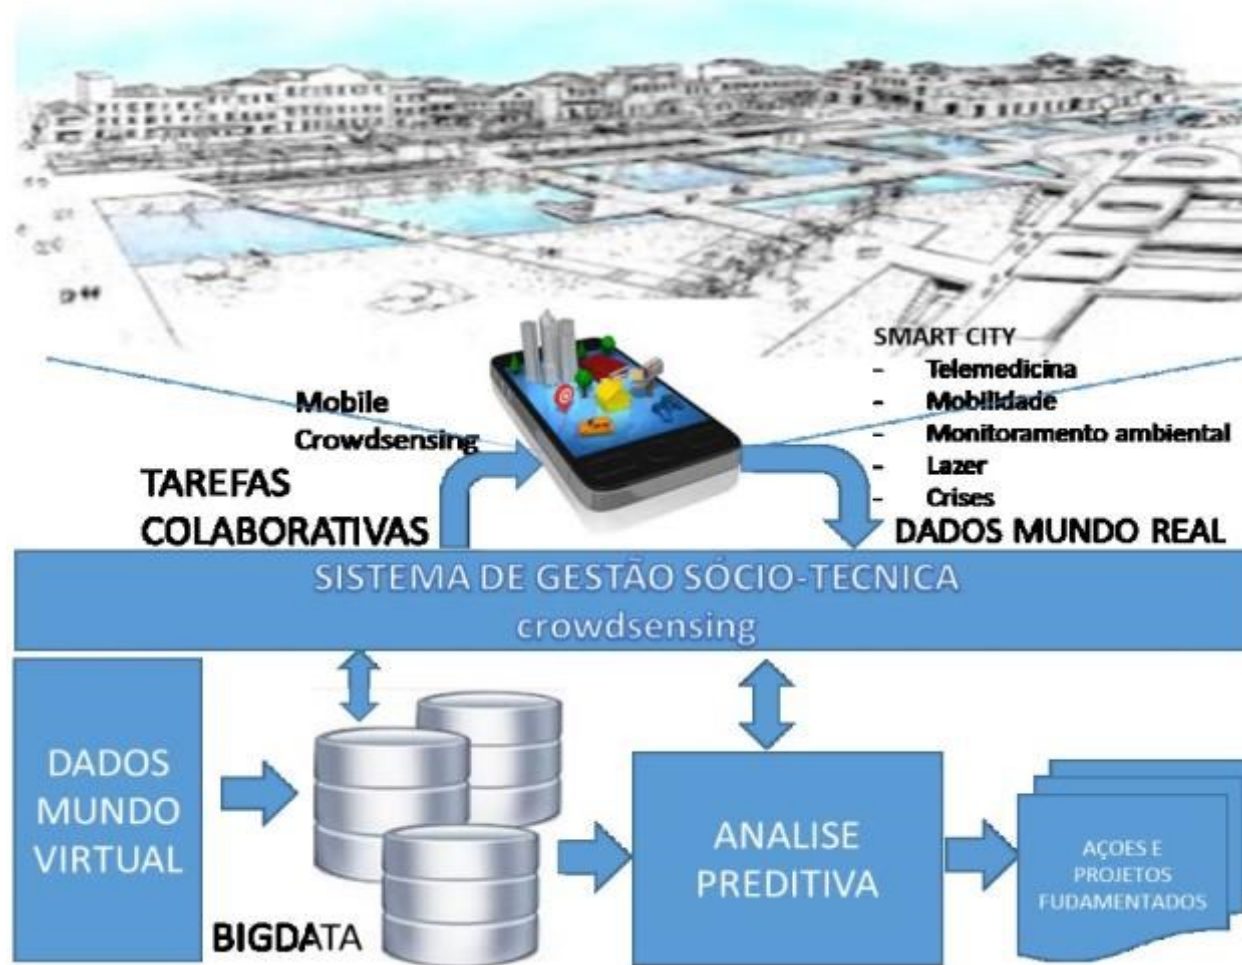 SMART CITY
- Telemedicina
- Mobilidade
- Monitoramento ambiental
- Lazer
- Crises
Mobile
Crowdsensing
TAREFAS
COLABORATIVAS
DADOS MUNDO REAL
SISTEMA DE GESTÃO SÓCIO-TECNICA
crowdsensing
DADOS
MUNDO
VIRTUAL
BIGDATA
ANALISE
PREDITIVA
AÇOES E
PROJETOS
FUDAMENTADOS